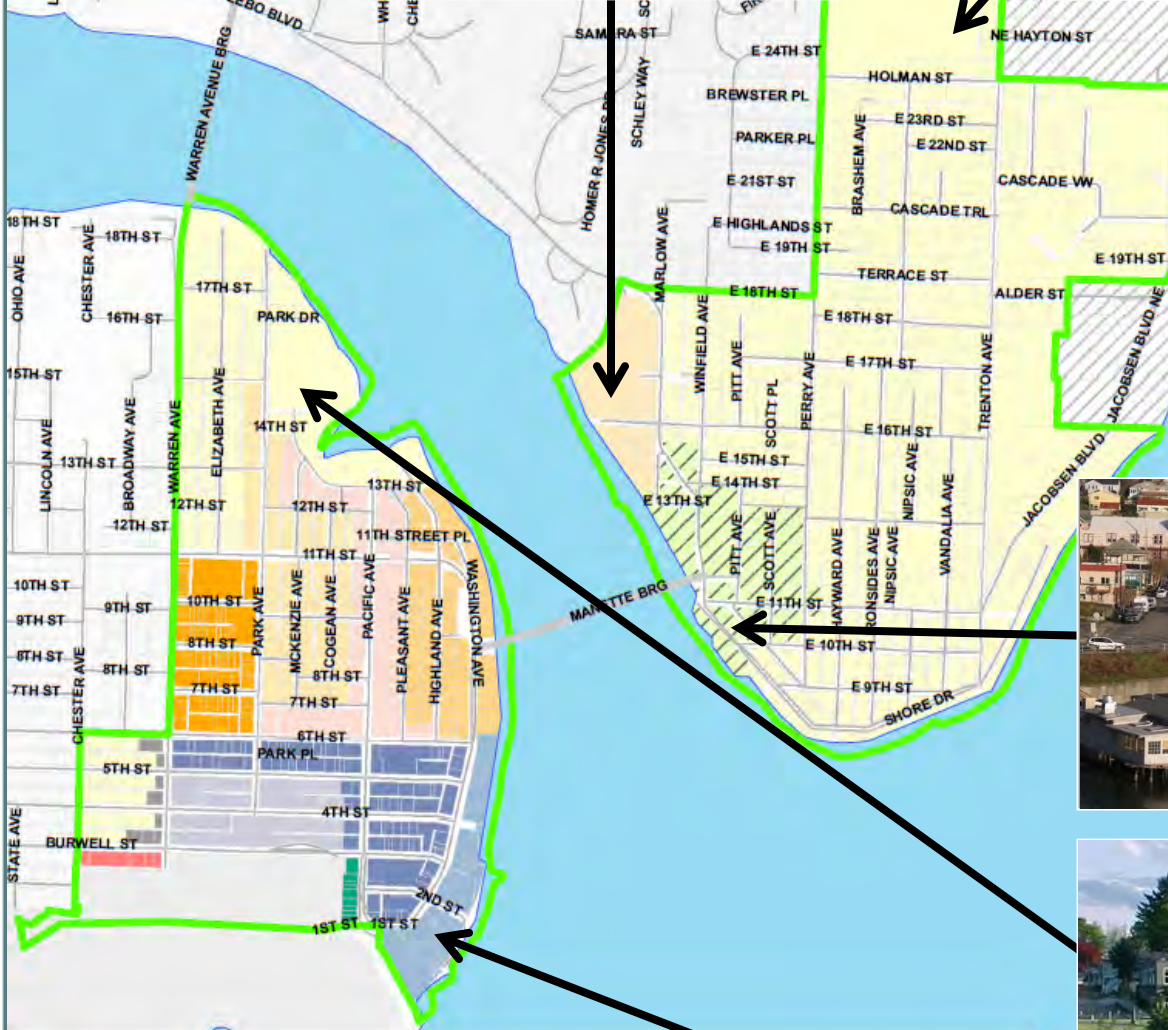 LEBO BLVD
WARREN AVENUE BRG
SAMARA ST
SCHLEY WAY
E 24TH ST
BREWSTER PL
PARKER PL
E 21ST ST
E HIGHLANDS ST
E 19TH ST
NE HAYTON ST
HOLMAN ST
E 23RD ST
E 22ND ST
BRASHEM AVE
CASCADE VW
CASCADE TRL
E 19TH ST
TERRACE ST
ALDER ST
HOMER R JONES DR
MARLOW AVE
E 18TH ST
E 18TH ST
E 17TH ST
WINFIELD AVE
PITT AVE
SCOTT PL
PERRY AVE
TRENTON AVE
JACOBSEN BLVD NE
JACOBSEN BLVD
E 16TH ST
E 15TH ST
E 14TH ST
E 13TH ST
NIPSIC AVE
VANDALIA AVE
PITT AVE
SCOTT AVE
HAYWARD AVE
IRONSIDES AVE
NIPSIC AVE
E 11TH ST
E 10TH ST
E 9TH ST
SHORE DR
MANETTE BRG
18TH ST
18TH ST
OHIO AVE
CHESTER AVE
16TH ST
17TH ST
PARK DR
15TH ST
LINCOLN AVE
BROADWAY AVE
WARREN AVE
ELIZABETH AVE
14TH ST
13TH ST
13TH ST
12TH ST
12TH ST
12TH ST
11TH STREET PL
11TH ST
10TH ST
10TH ST
9TH ST
9TH ST
8TH ST
8TH ST
8TH ST
8TH ST
7TH ST
7TH ST
7TH ST
PARK AVE
MCKENZIE AVE
COGEAN AVE
PACIFIC AVE
PLEASANT AVE
HIGHLAND AVE
WASHINGTON AVE
CHESTER AVE
6TH ST
PARK PL
5TH ST
4TH ST
STATE AVE
BURWELL ST
2ND ST
1ST ST
1ST ST